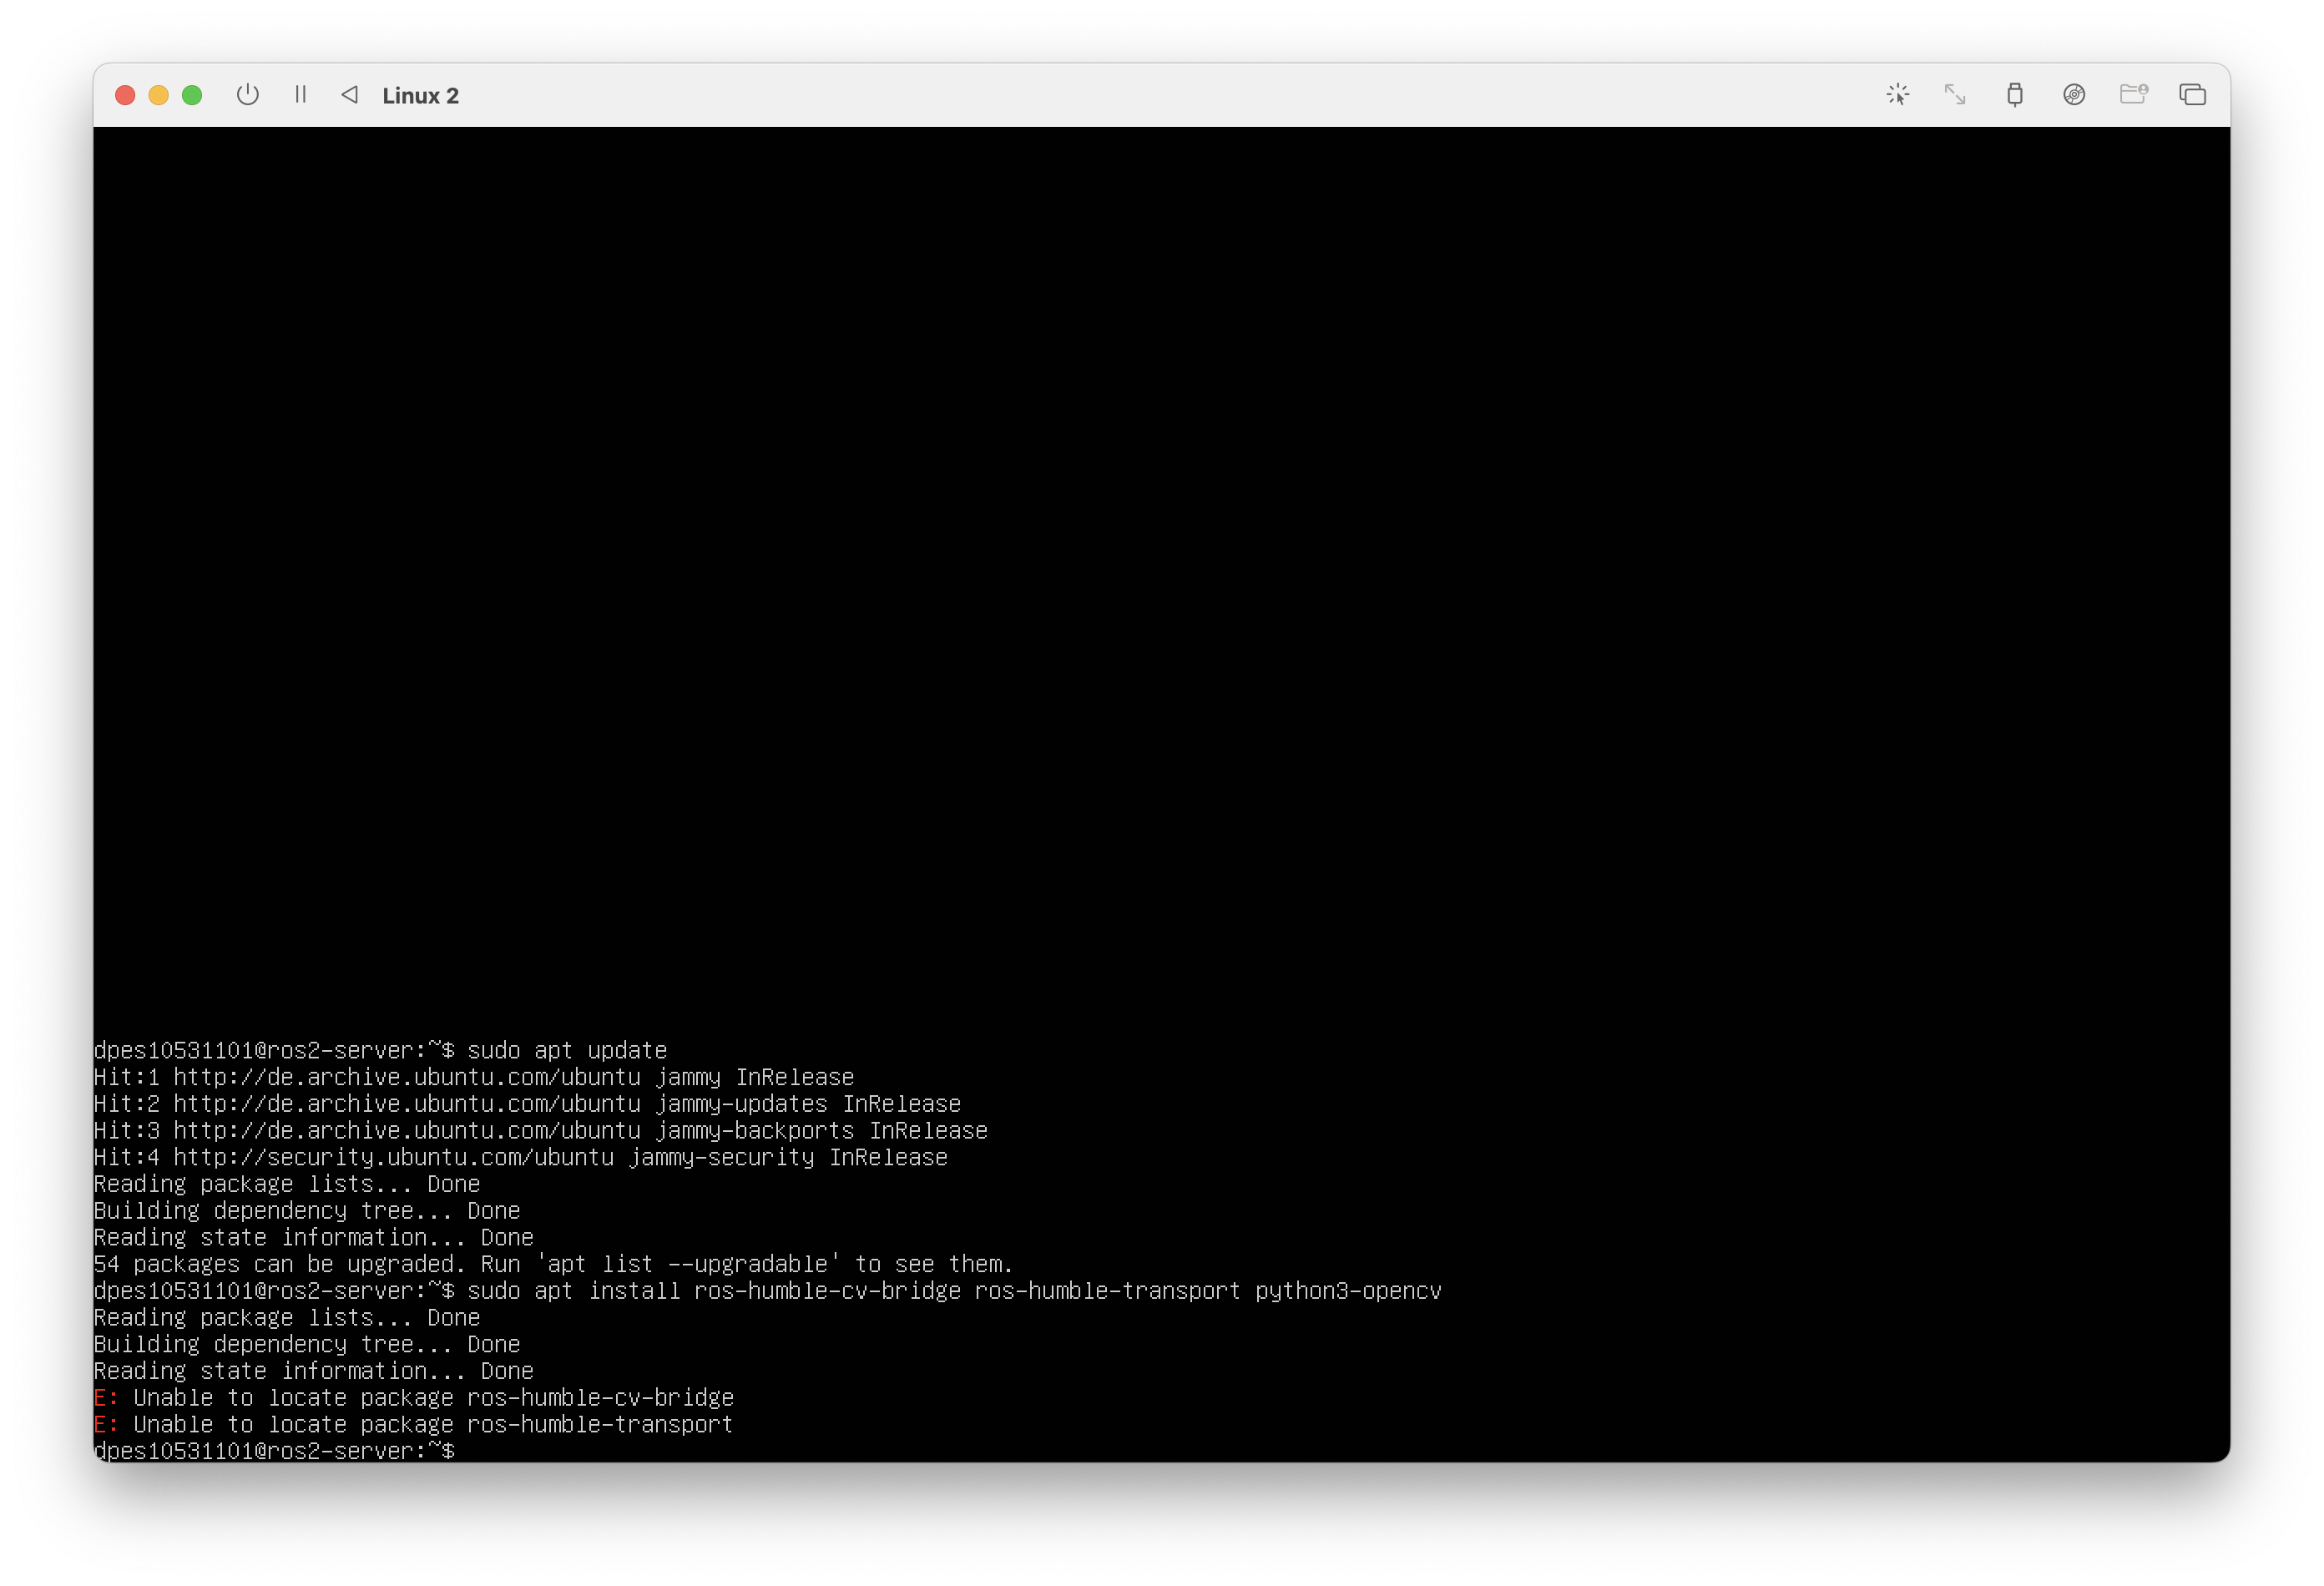 Linux 2
dpes10531101@ros2-server:~$ sudo apt update
Hit:1 http://de.archive.ubuntu.com/ubuntu jammy InRelease
Hit:2 http://de.archive.ubuntu.com/ubuntu jammy-updates InRelease
Hit:3 http://de.archive.ubuntu.com/ubuntu jammy-backports InRelease
Hit:4 http://security.ubuntu.com/ubuntu jammy-security InRelease
Reading package lists... Done
Building dependency tree... Done
Reading state information... Done
54 packages can be upgraded. Run 'apt list --upgradable' to see them.
dpes10531101@ros2-server:~$ sudo apt install ros-humble-cv-bridge ros-humble-transport python3-opencv
Reading package lists... Done
Building dependency tree... Done
Reading state information... Done
E: Unable to locate package ros-humble-cv-bridge
E: Unable to locate package ros-humble-transport
dpes10531101@ros2-server:~$